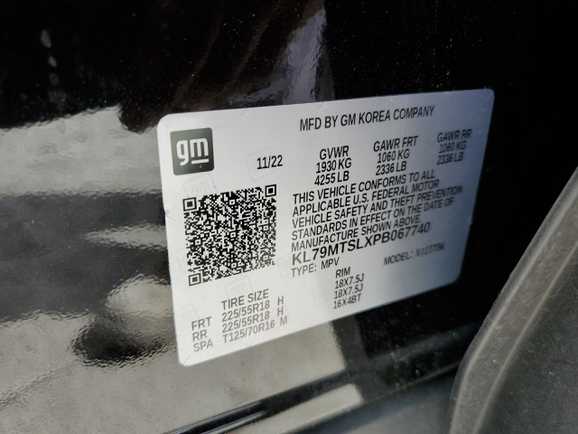 MFD BY GM KOREA COMPANY
gm
11/22
GVWR GAWR FRT GAWR RR
1930 KG 1060 KG 1060 KG
4255 LB 2336 LB 2336 LB
THIS VEHICLE CONFORMS TO ALL
APPLICABLE U.S. FEDERAL MOTOR
VEHICLE SAFETY AND THEFT PREVENTION
STANDARDS IN EFFECT ON THE DATE OF
MANUFACTURE SHOWN ABOVE.
KL79MTSLXPB067740
TYPE: MPV MODEL:
TIRE SIZE RIM
FRT 225/55R18 H 18X7.5J
RR 225/55R18 H 18X7.5J
SPA T125/70R16 M 16X4BT